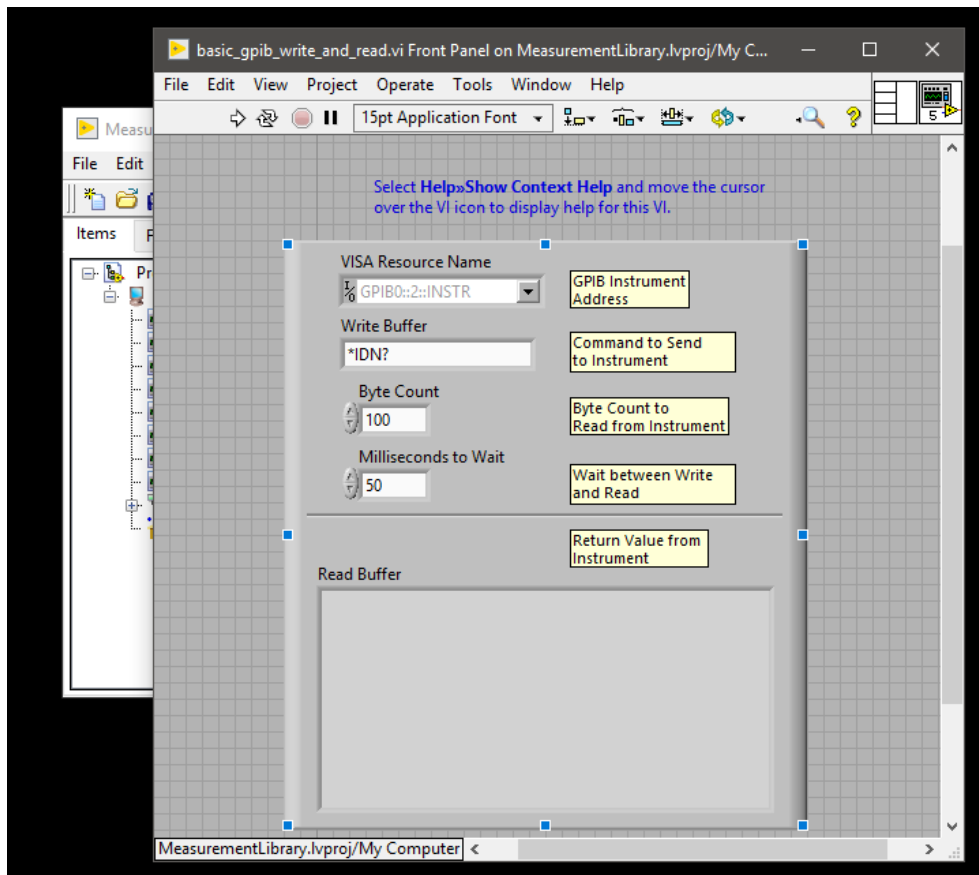 basic_gpib_write_and_read.vi Front Panel on MeasurementLibrary.lvproj/My C...
File Edit View Project Operate Tools Window Help
15pt Application Font
5
Measu
File Edit
Items
Pr
Select Help»Show Context Help and move the cursor
over the VI icon to display help for this VI.
VISA Resource Name
GPIB0::2::INSTR
GPIB Instrument
Address
Write Buffer
*IDN?
Command to Send
to Instrument
Byte Count
100
Byte Count to
Read from Instrument
Milliseconds to Wait
50
Wait between Write
and Read
Return Value from
Instrument
Read Buffer
MeasurementLibrary.lvproj/My Computer